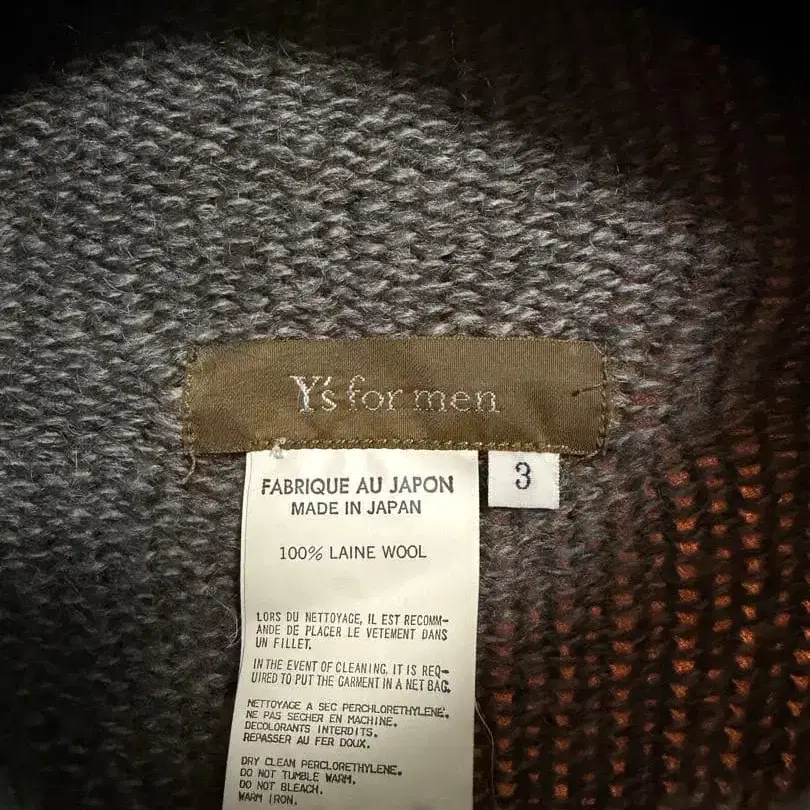 Y's for men
3
FABRIQUE AU JAPON
MADE IN JAPAN
100% LAINE WOOL
LORS DU NETTOYAGE, IL EST RECOMM-
ANDE DE PLACER LE VETEMENT DANS
UN FILLET.
IN THE EVENT OF CLEANING, IT IS REQ-
UIRED TO PUT THE GARMENT IN A NET BAG.
NETTOYAGE A SEC PERCHLORETHYLENE.
NE PAS SECHER EN MACHINE.
DECOLORANTS INTERDITS.
REPASSER AU FER DOUX.
DRY CLEAN PERCLORETHYLENE.
DO NOT TUMBLE WARM.
DO NOT BLEACH.
WARM IRON.